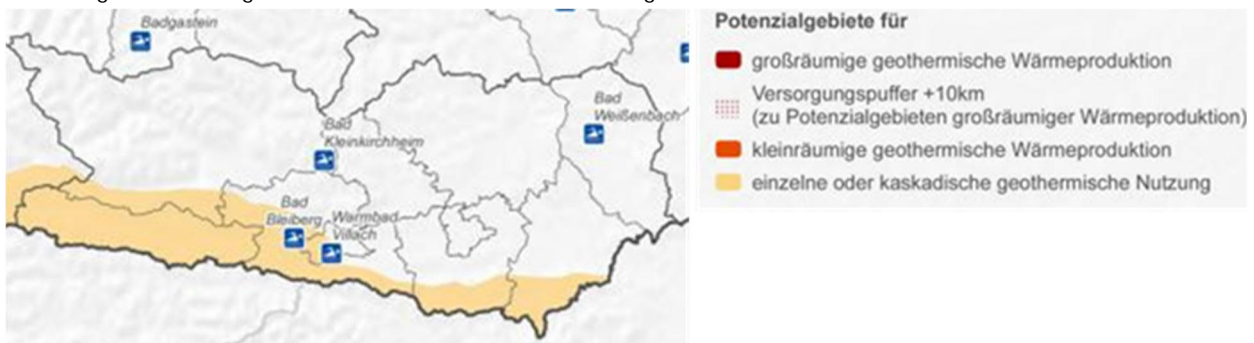 Badgastein
Bad
Weißenbach
Bad
Kleinkirchheim
Bad
Bleiberg
Warmbad
Villach
Potenzialgebiete für
großräumige geothermische Wärmeproduktion
Versorgungspuffer +10km
(zu Potenzialgebieten großräumiger Wärmeproduktion)
kleinräumige geothermische Wärmeproduktion
einzelne oder kaskadische geothermische Nutzung